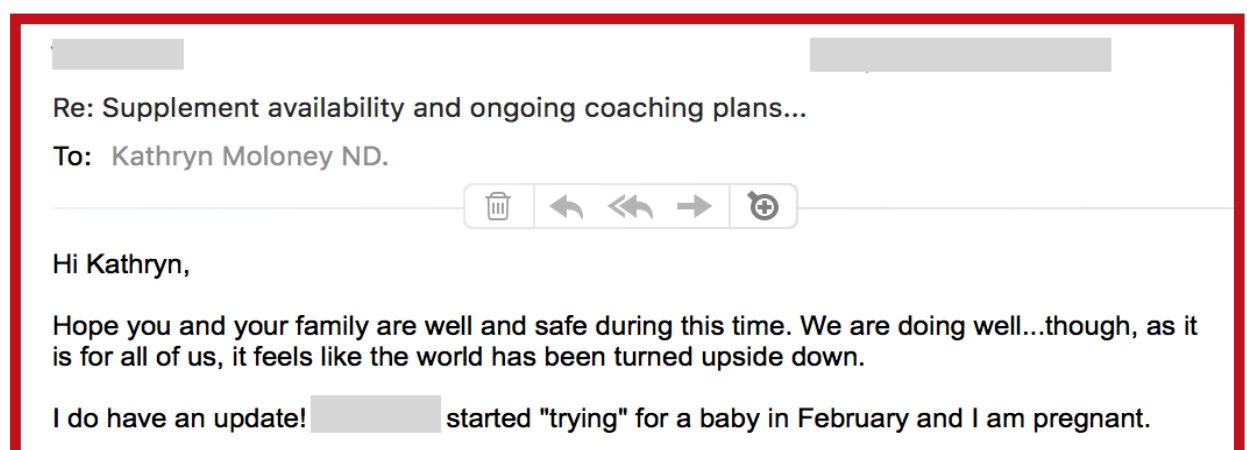 Re: Supplement availability and ongoing coaching plans...
To: Kathryn Moloney ND.
Hi Kathryn,
Hope you and your family are well and safe during this time. We are doing well...though, as it
is for all of us, it feels like the world has been turned upside down.
I do have an update! started "trying" for a baby in February and I am pregnant.